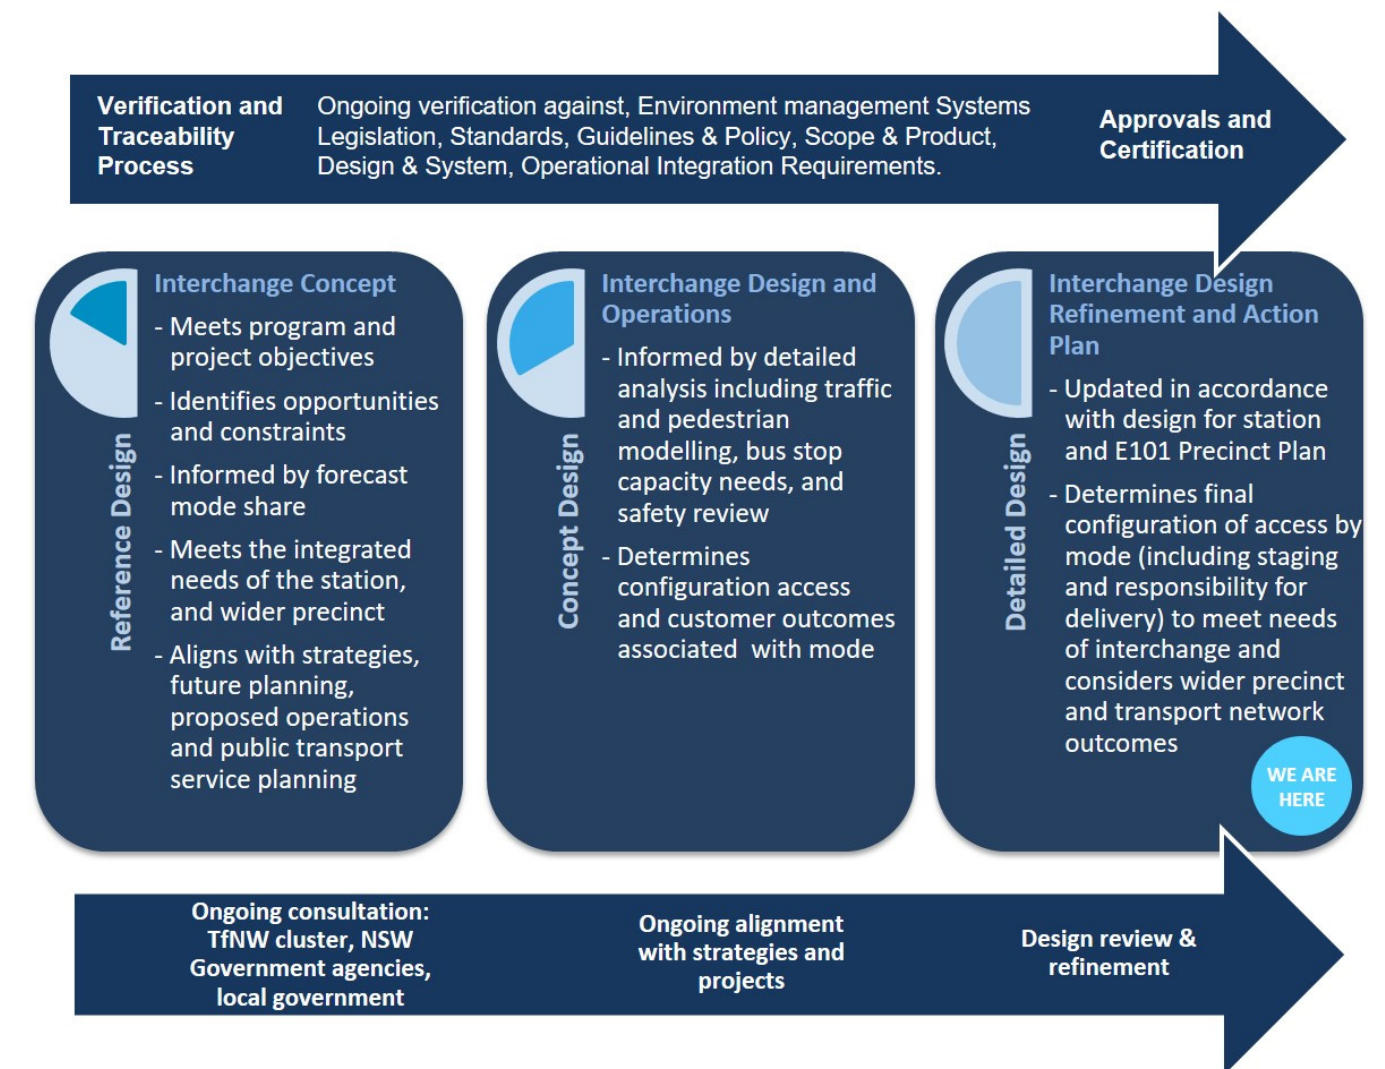 Verification and
Traceability
Process
Ongoing verification against, Environment management Systems
Legislation, Standards, Guidelines & Policy, Scope & Product,
Design & System, Operational Integration Requirements.
Approvals and
Certification
Reference Design
Interchange Concept
- Meets program and
project objectives
- Identifies opportunities
and constraints
- Informed by forecast
mode share
- Meets the integrated
needs of the station,
and wider precinct
- Aligns with strategies,
future planning,
proposed operations
and public transport
service planning
Concept Design
Interchange Design and
Operations
- Informed by detailed
analysis including traffic
and pedestrian
modelling, bus stop
capacity needs, and
safety review
- Determines
configuration access
and customer outcomes
associated with mode
Detailed Design
Interchange Design
Refinement and Action
Plan
- Updated in accordance
with design for station
and E101 Precinct Plan
- Determines final
configuration of access by
mode (including staging
and responsibility for
delivery) to meet needs
of interchange and
considers wider precinct
and transport network
outcomes
WE ARE
HERE
Ongoing consultation:
TfNW cluster, NSW
Government agencies,
local government
Ongoing alignment
with strategies and
projects
Design review &
refinement